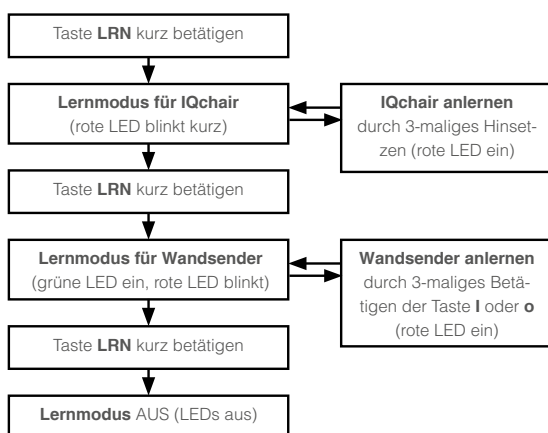 Taste LRN kurz betätigen
Lernmodus für IQchair
(rote LED blinkt kurz)
IQchair anlernen
durch 3-maliges Hinset-
zen (rote LED ein)
Taste LRN kurz betätigen
Lernmodus für Wandsender
(grüne LED ein, rote LED blinkt)
Wandsender anlernen
durch 3-maliges Betä-
tigen der Taste I oder o
(rote LED ein)
Taste LRN kurz betätigen
Lernmodus AUS (LEDs aus)